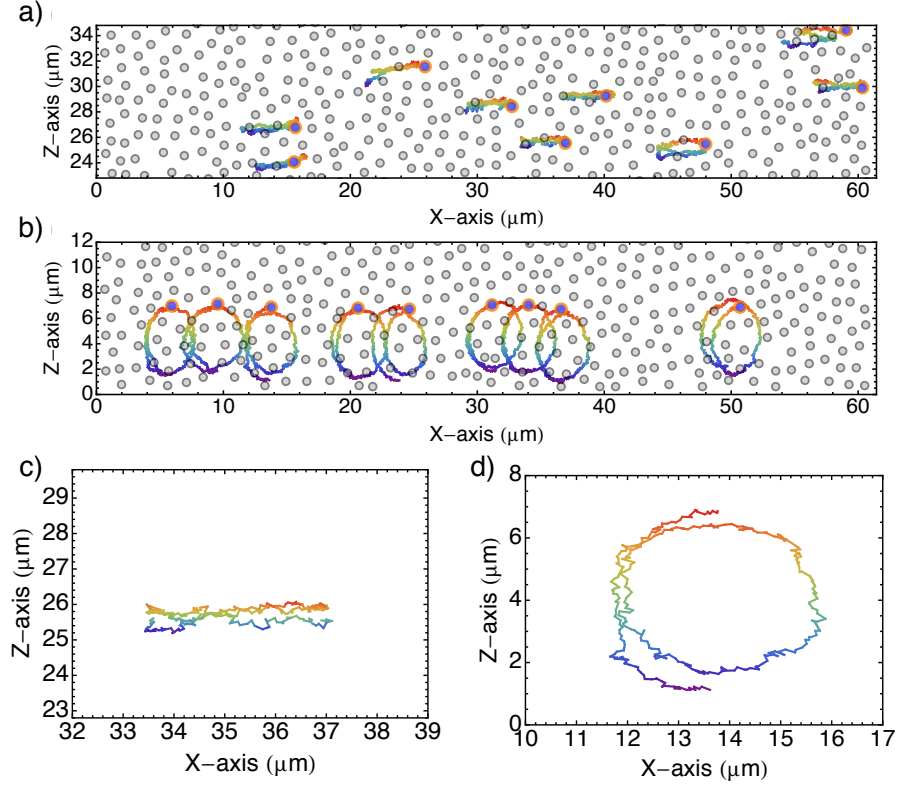 a)
Z-axis (μm)
34
32
30
28
26
24
0 10 20 30 40 50 60
X-axis (μm)
b)
Z-axis (μm)
12
10
8
6
4
2
0
0 10 20 30 40 50 60
X-axis (μm)
c)
Z-axis (μm)
29
28
27
26
25
24
23
32 33 34 35 36 37 38 39
X-axis (μm)
d)
Z-axis (μm)
8
6
4
2
0
10 11 12 13 14 15 16 17
X-axis (μm)